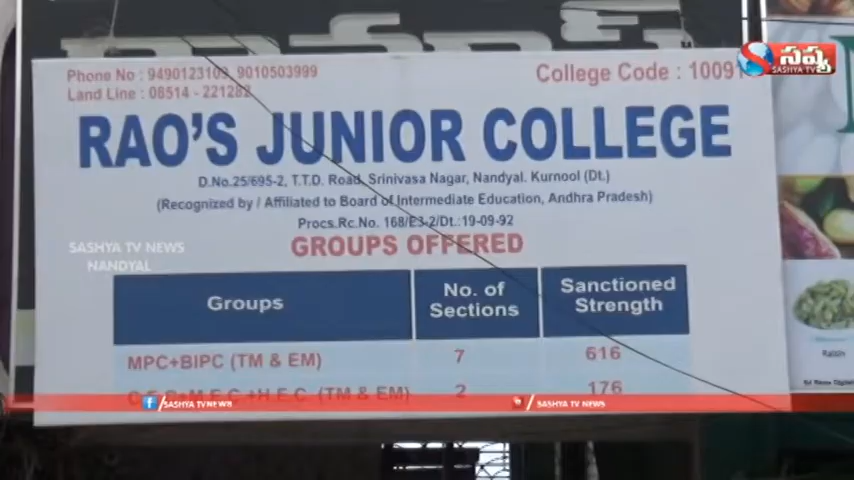 సప్ష్య
SASHYA TV
Phone No : 9490123109, 9010503999
College Code : 10091
Land Line : 08514 - 221282
RAO'S JUNIOR COLLEGE
D.No.25/695-2, T.T.D. Road, Srinivasa Nagar, Nandyal. Kurnool (Dt.)
(Recognized by / Affiliated to Board of Intermediate Education, Andhra Pradesh)
Procs.Rc.No. 168/E3-2/Dt.:19-09-92
SASHYA TV NEWS
NANDYAL
GROUPS OFFERED
Groups No. of Sections Sanctioned Strength
MPC+BIPC (TM & EM) 7 616
C.E.C+M.E.C+H.E.C (TM & EM) 2 176
SASHYA TV NEWS SASHYA TV NEWS